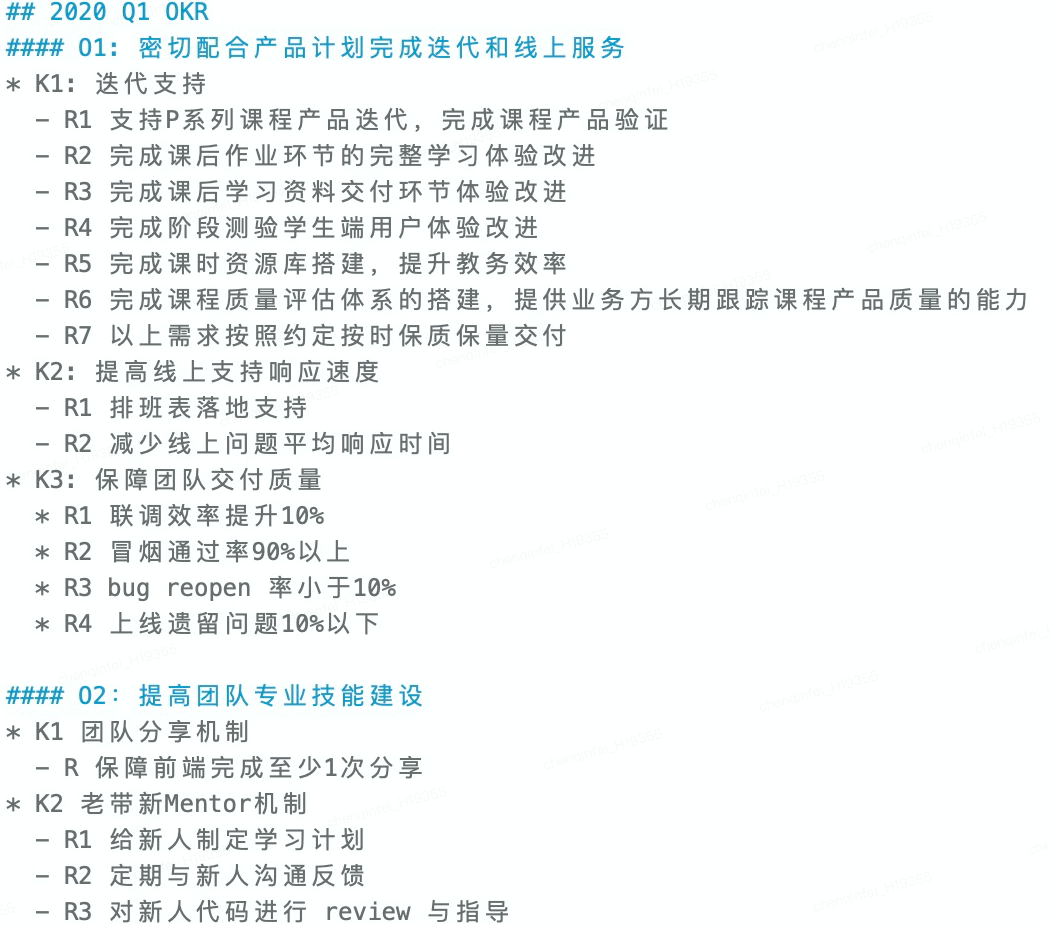 ## 2020 Q1 OKR
#### O1: 密切配合产品计划完成迭代和线上服务
* K1: 迭代支持
– R1 支持P系列课程产品迭代, 完成课程产品验证
– R2 完成课后作业环节的完整学习体验改进
– R3 完成课后学习资料交付环节体验改进
– R4 完成阶段测验学生端用户体验改进
– R5 完成课时资源库搭建, 提升教务效率
– R6 完成课程质量评估体系的搭建, 提供业务方长期跟踪课程产品质量的能力
– R7 以上需求按照约定按时保质保量交付
* K2: 提高线上支持响应速度
– R1 排班表落地支持
– R2 减少线上问题平均响应时间
* K3: 保障团队交付质量
* R1 联调效率提升10%
* R2 冒烟通过率90%以上
* R3 bug reopen 率小于10%
* R4 上线遗留问题10%以下
#### O2: 提高团队专业技能建设
* K1 团队分享机制
– R 保障前端完成至少1次分享
* K2 老带新Mentor机制
– R1 给新人制定学习计划
– R2 定期与新人沟通反馈
– R3 对新人代码进行 review 与指导